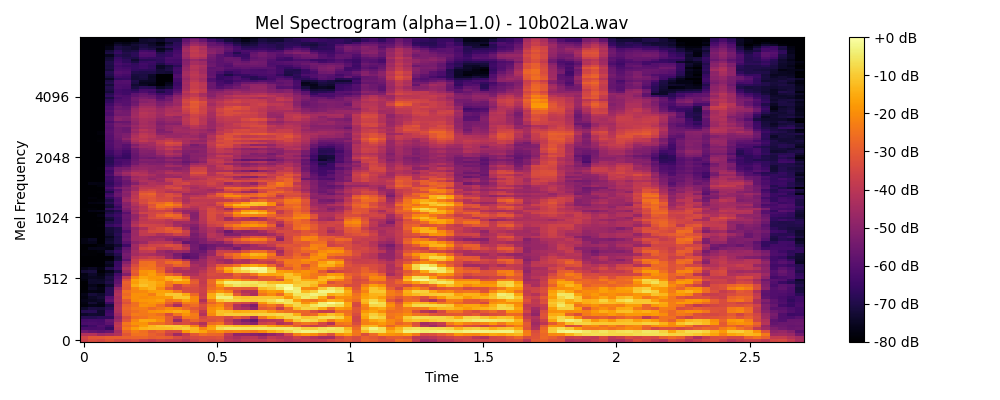 Mel Spectrogram (alpha=1.0) - 10b02La.wav
Mel Frequency
4096
2048
1024
512
0
0
0.5
1
1.5
2
2.5
Time
+0 dB
-10 dB
-20 dB
-30 dB
-40 dB
-50 dB
-60 dB
-70 dB
-80 dB